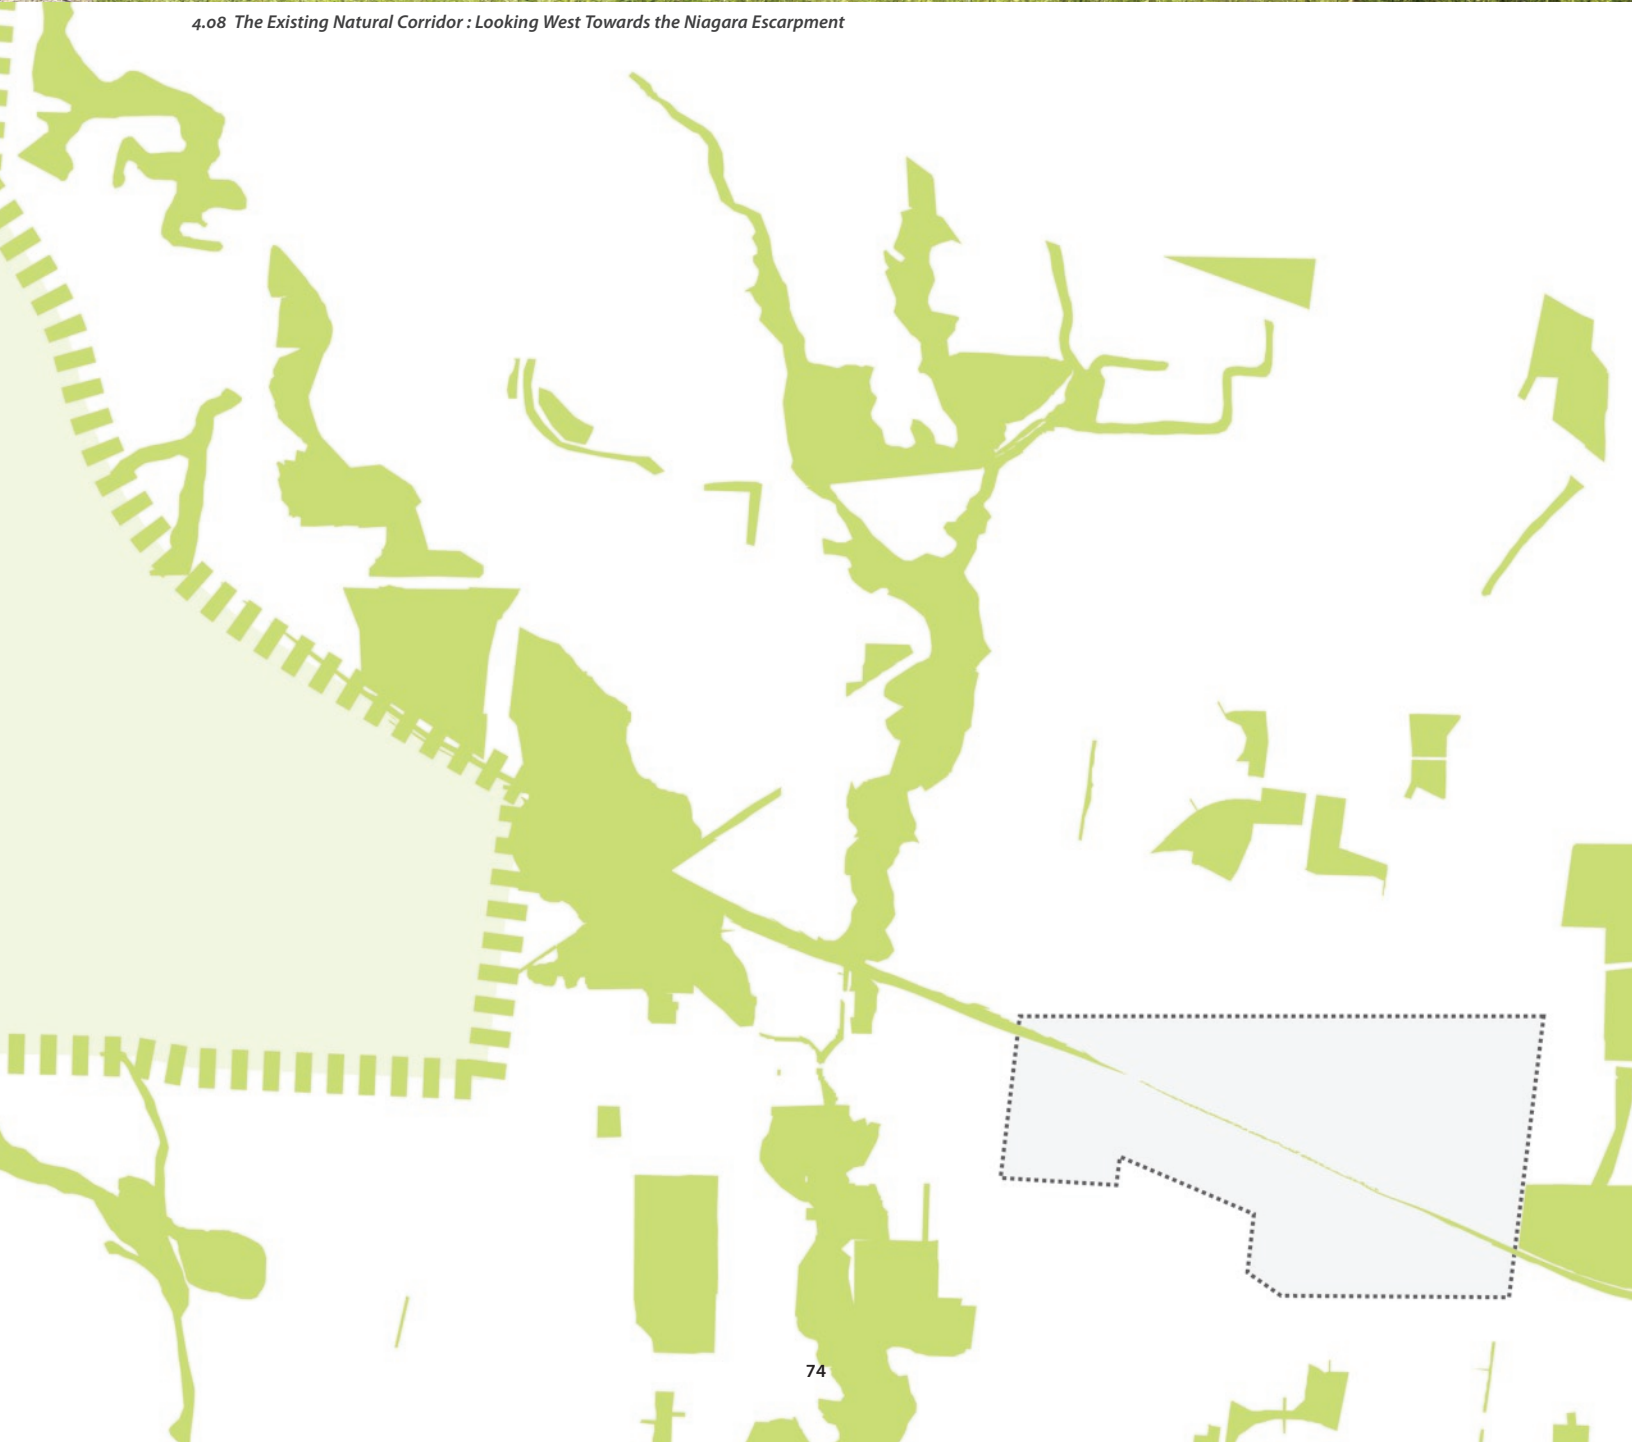 4.08 The Existing Natural Corridor : Looking West Towards the Niagara Escarpment
74